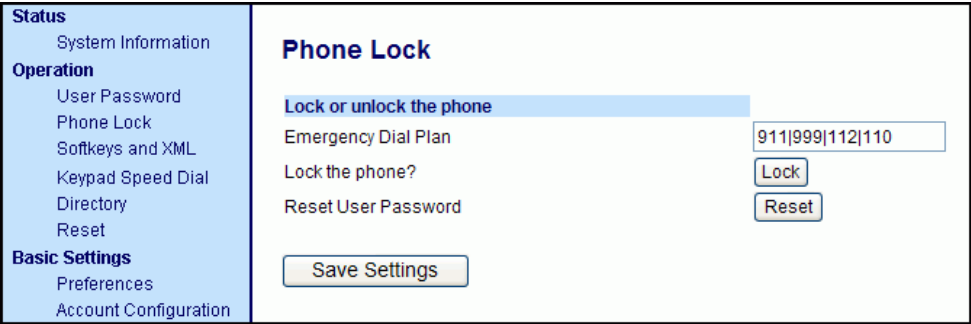 Status
System Information
Operation
User Password
Phone Lock
Softkeys and XML
Keypad Speed Dial
Directory
Reset
Basic Settings
Preferences
Account Configuration
Phone Lock
Lock or unlock the phone
Emergency Dial Plan 911|999|112|110
Lock the phone? Lock
Reset User Password Reset
Save Settings